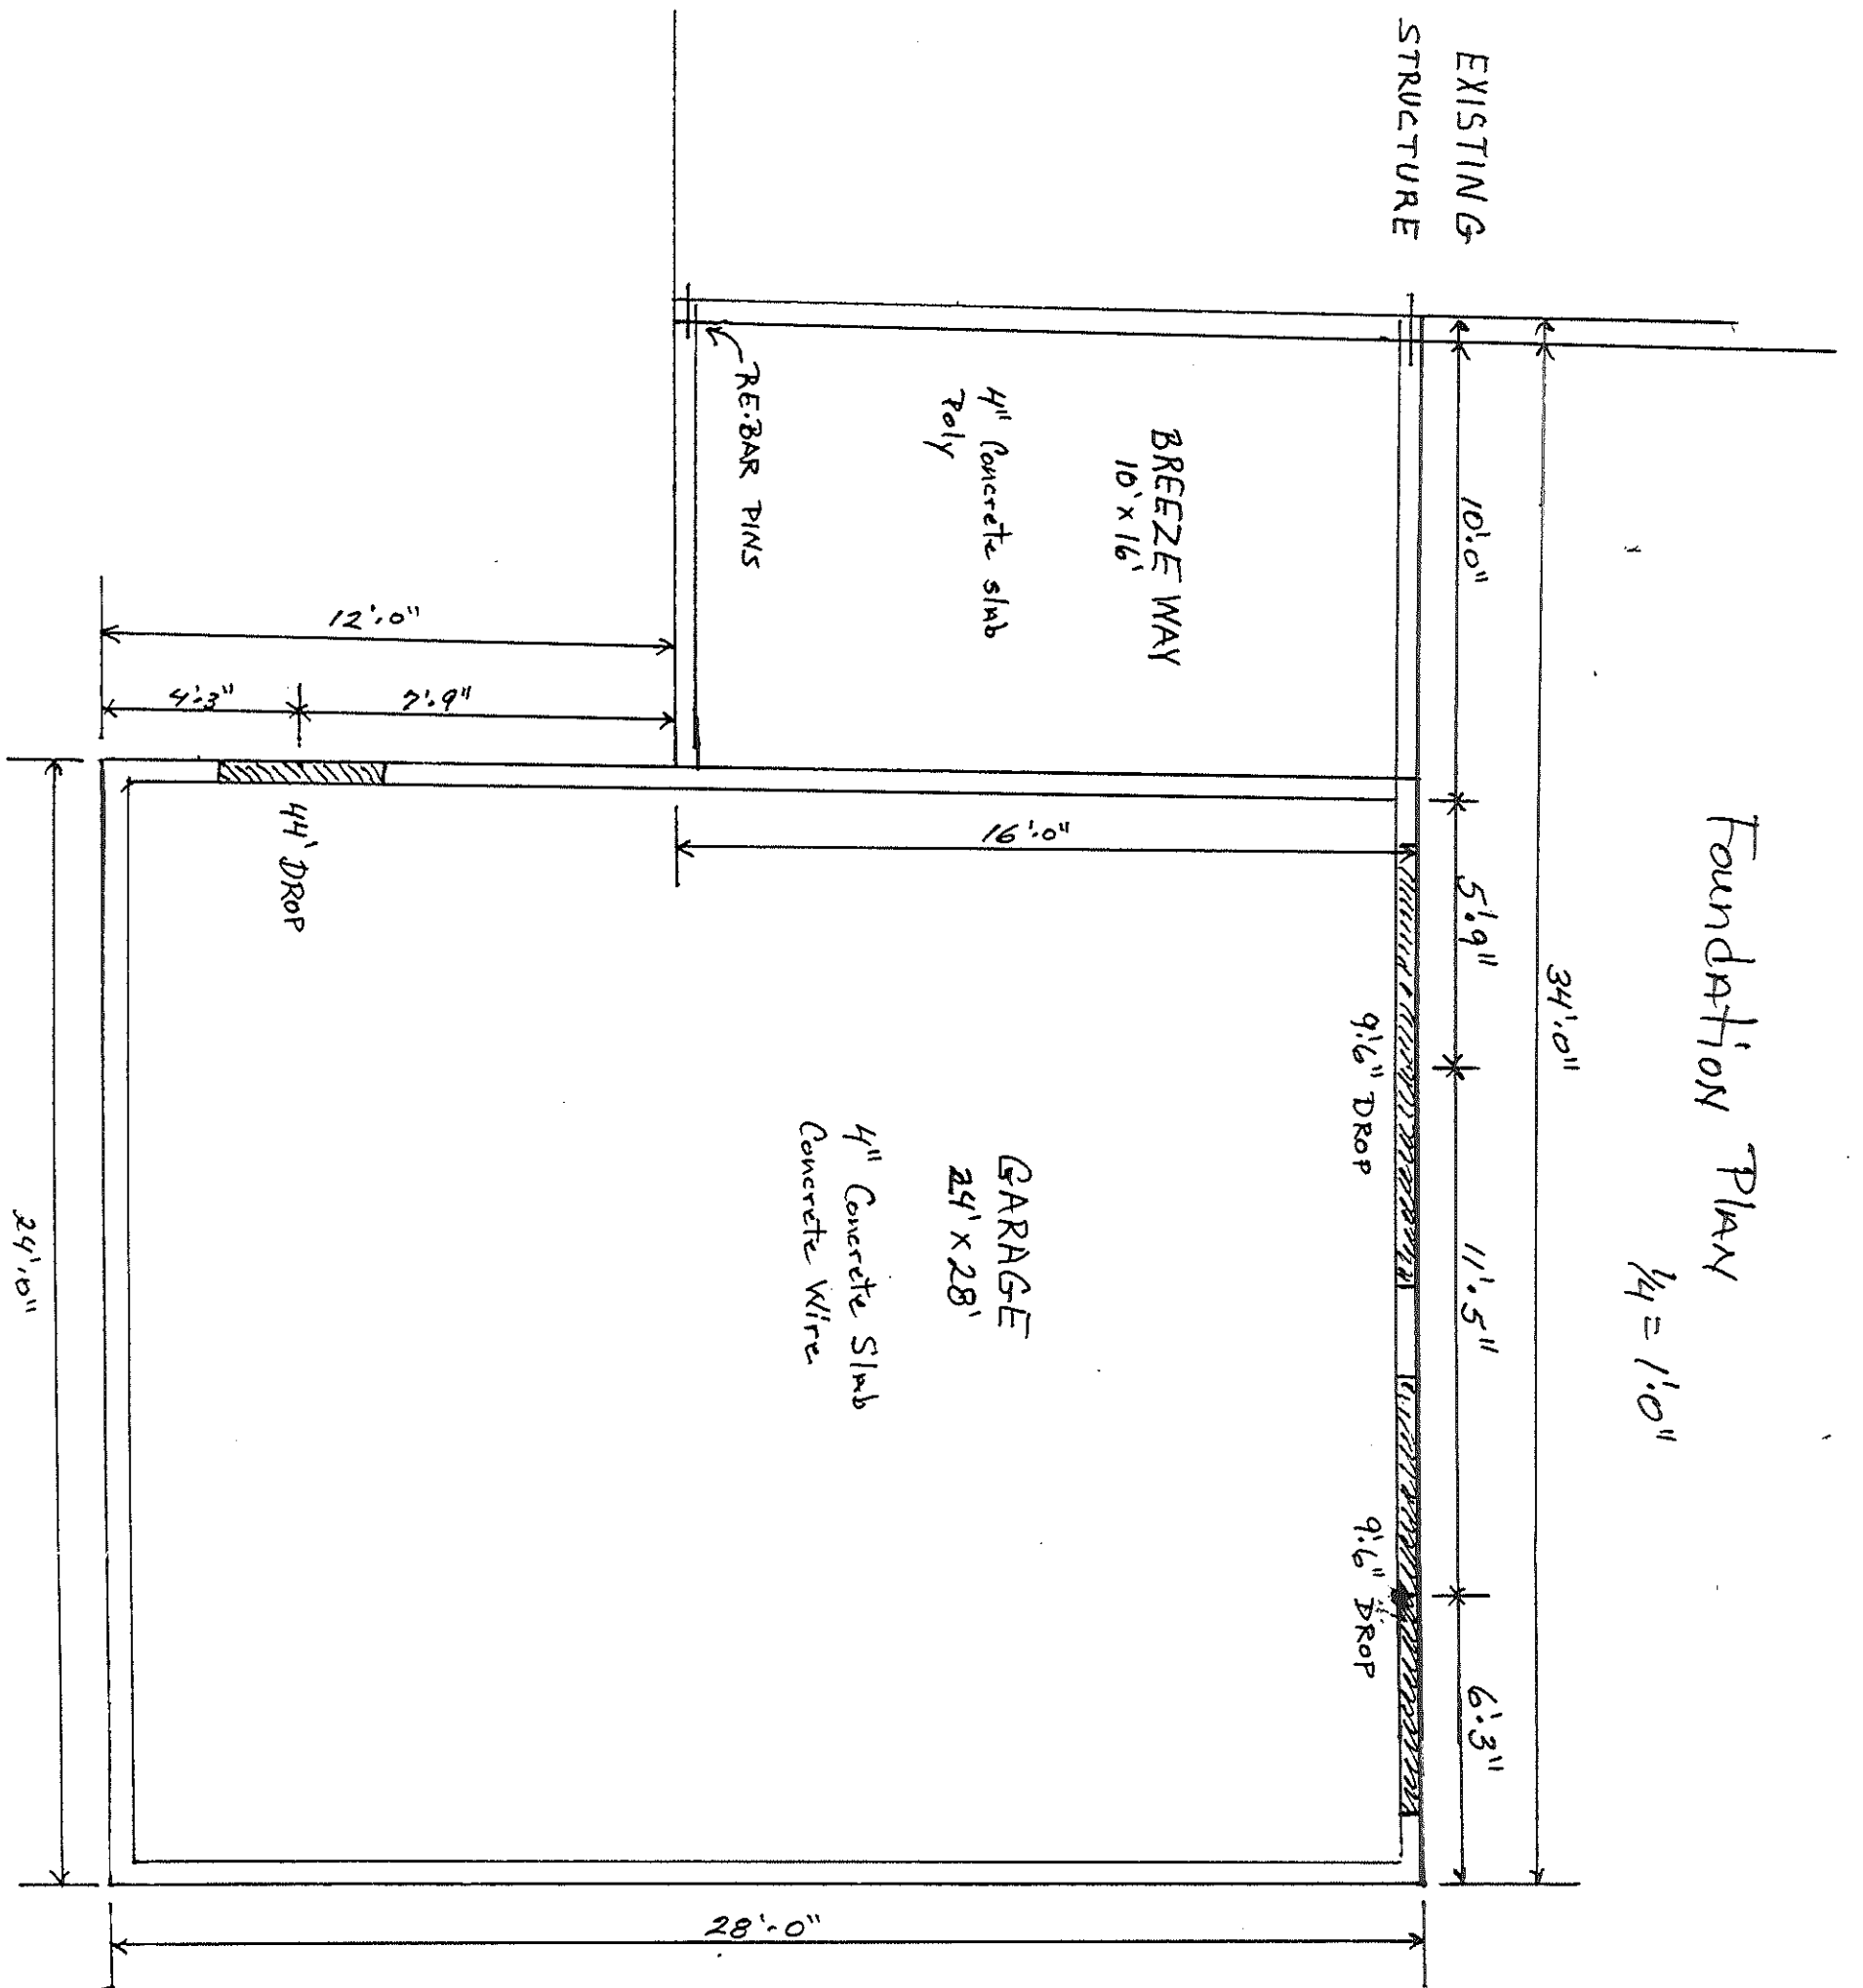 Foundation Plan
1/4 = 1'.0"
34'.0"
10'.0"
5'.9"
11'.5"
6'.3"
EXISTING
STRUCTURE
9'.6" DROP
9'.6" DROP
BREEZE WAY
10' x 16'
4" Concrete slab
Poly
RE.BAR PINS
GARAGE
24' x 28'
4" Concrete Slab
Concrete Wire
16'.0"
12'.0"
7'.9"
4'.3"
44' DROP
28'-0"
24'.0"